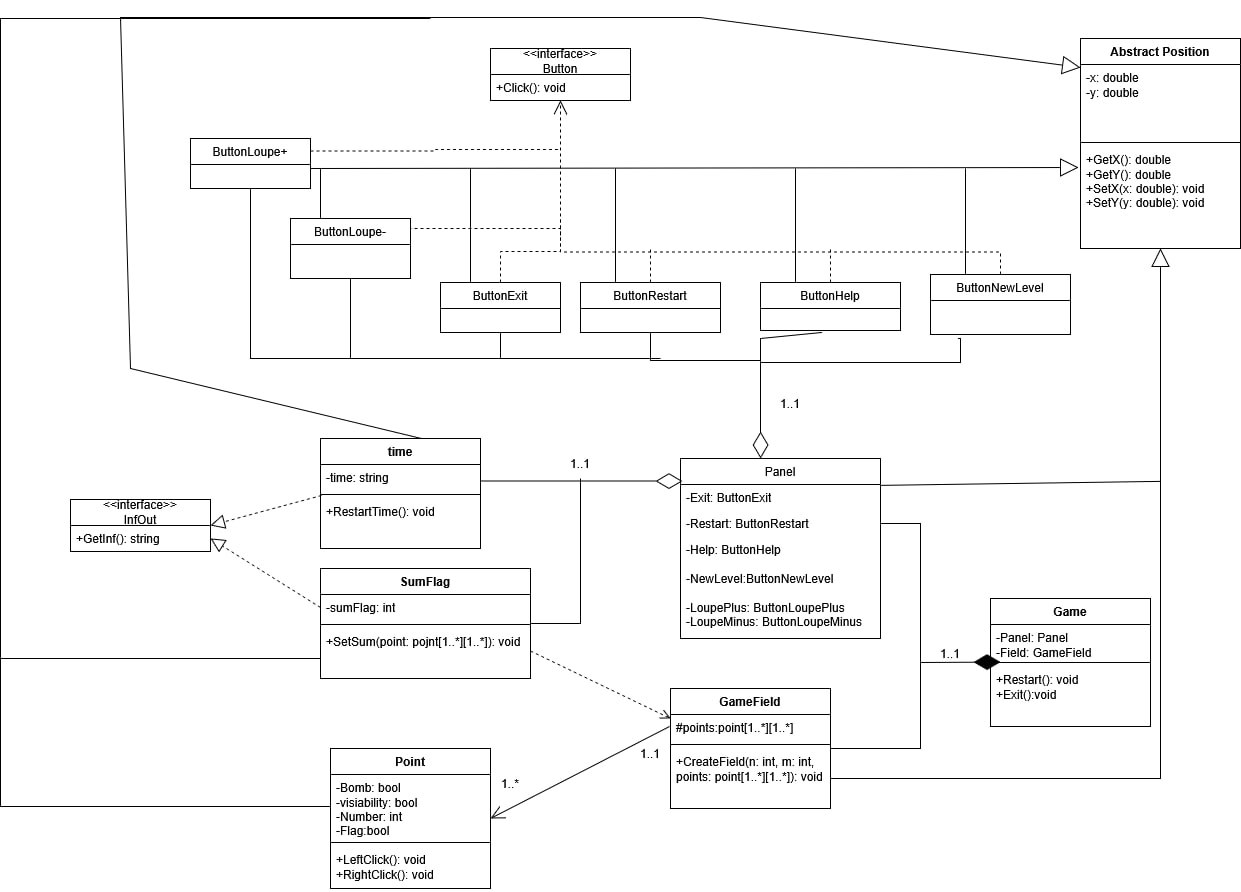 <<interface>>
Button
+Click(): void
Abstract Position
-x: double
-y: double
+GetX(): double
+GetY(): double
+SetX(x: double): void
+SetY(y: double): void
ButtonLoupe+
ButtonLoupe-
ButtonExit
ButtonRestart
ButtonHelp
ButtonNewLevel
1..1
time
-time: string
+RestartTime(): void
1..1
Panel
-Exit: ButtonExit
-Restart: ButtonRestart
-Help: ButtonHelp
-NewLevel:ButtonNewLevel
-LoupePlus: ButtonLoupePlus
-LoupeMinus: ButtonLoupeMinus
<<interface>>
InfOut
+GetInf(): string
SumFlag
-sumFlag: int
+SetSum(point: pojnt[1..*][1..*]): void
Game
-Panel: Panel
-Field: GameField
+Restart(): void
+Exit():void
1..1
GameField
#points:point[1..*][1..*]
+CreateField(n: int, m: int,
points: point[1..*][1..*]): void
1..1
1..*
Point
-Bomb: bool
-visiability: bool
-Number: int
-Flag:bool
+LeftClick(): void
+RightClick(): void